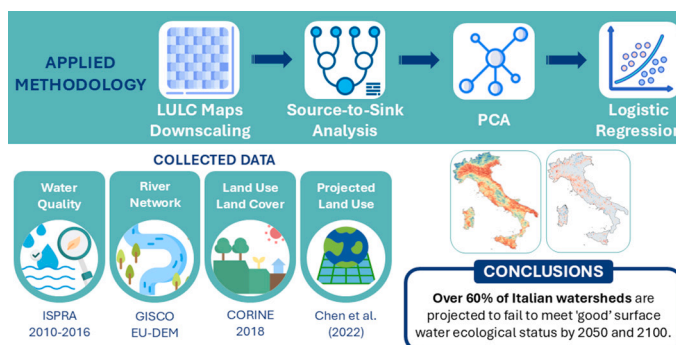 APPLIED
METHODOLOGY
LULC Maps
Downscaling
Source-to-Sink
Analysis
PCA
Logistic
Regression
COLLECTED DATA
Water
Quality
River
Network
Land Use
Land Cover
Projected
Land Use
ISPRA
2010-2016
GISCO
EU-DEM
CORINE
2018
Chen et al.
(2022)
CONCLUSIONS
Over 60% of Italian watersheds are
projected to fail to meet ‘good’ surface
water ecological status by 2050 and 2100.